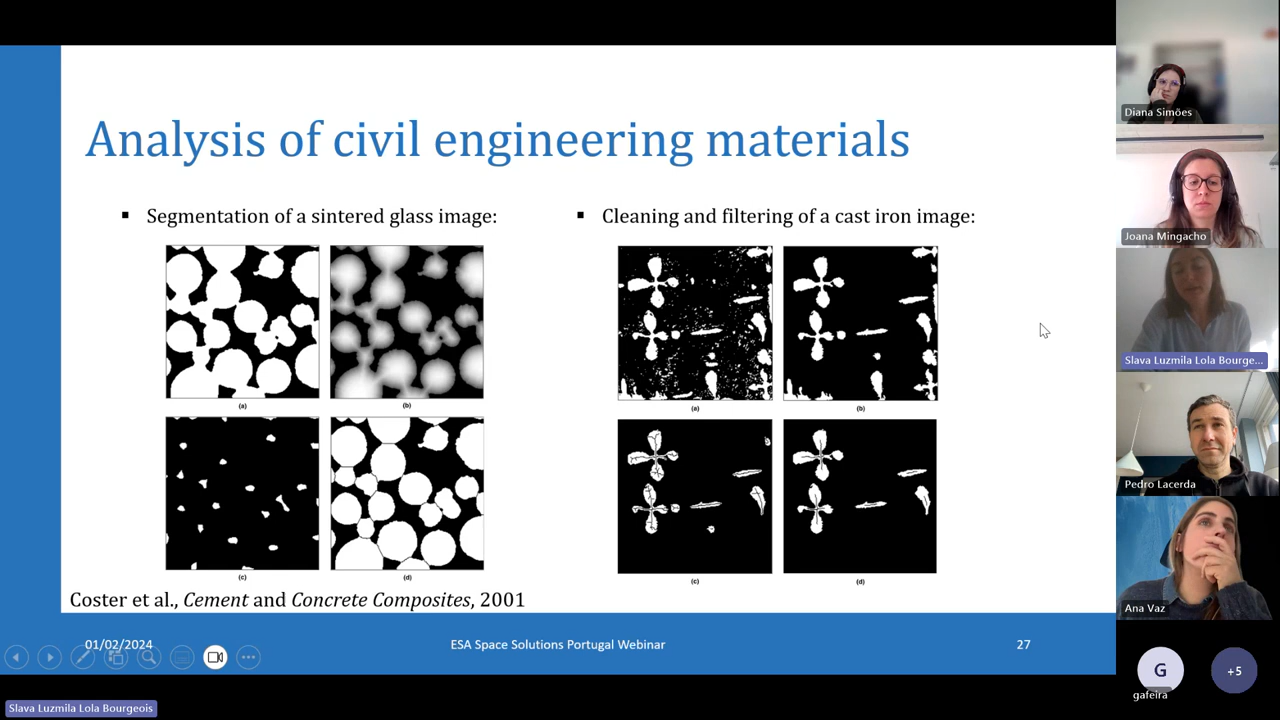 Analysis of civil engineering materials
▪ Segmentation of a sintered glass image:
(a)
(b)
(c)
(d)
▪ Cleaning and filtering of a cast iron image:
(a)
(b)
(c)
(d)
Coster et al., Cement and Concrete Composites, 2001
01/02/2024
ESA Space Solutions Portugal Webinar
27
Slava Luzmila Lola Bourgeois
Diana Simões
Joana Mingacho
Slava Luzmila Lola Bourge...
Pedro Lacerda
Ana Vaz
G
gafeira
+5